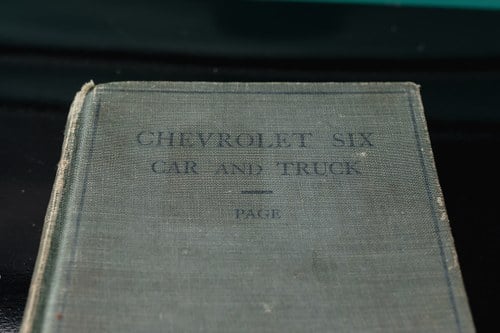 CHEVROLET SIX
CAR AND TRUCK
PAGE